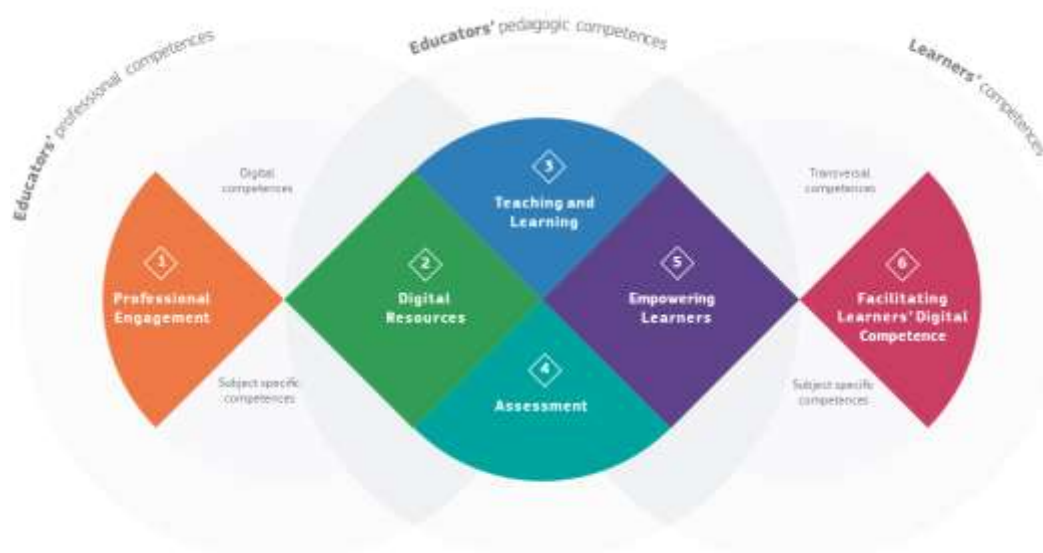 Educators' professional competences
Educators' pedagogic competences
Learners' competences
Digital
competences
Transversal
competences
1
Professional
Engagement
2
Digital
Resources
3
Teaching and
Learning
4
Assessment
5
Empowering
Learners
6
Facilitating
Learners' Digital
Competence
Subject specific
competences
Subject specific
competences